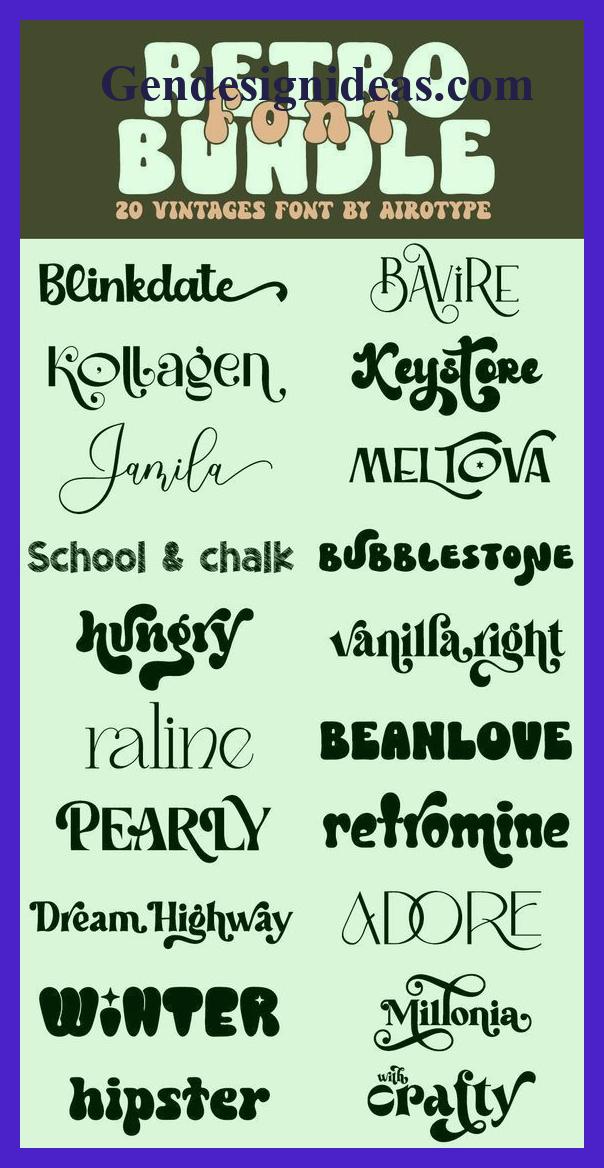 RETRO
Gendesignideas.com
font
BUNDLE
20 VINTAGES FONT BY AIROTYPE
Blinkdate
BAViRE
Kollagen
Keystore
Jamila
MELTOVA
School & chalk
BUBBLESTONE
hungry
vanilla right
raline
BEANLOVE
PEARLY
retromine
Dream Highway
ADORE
WiNTER
Millonia
hipster
with
Crafty